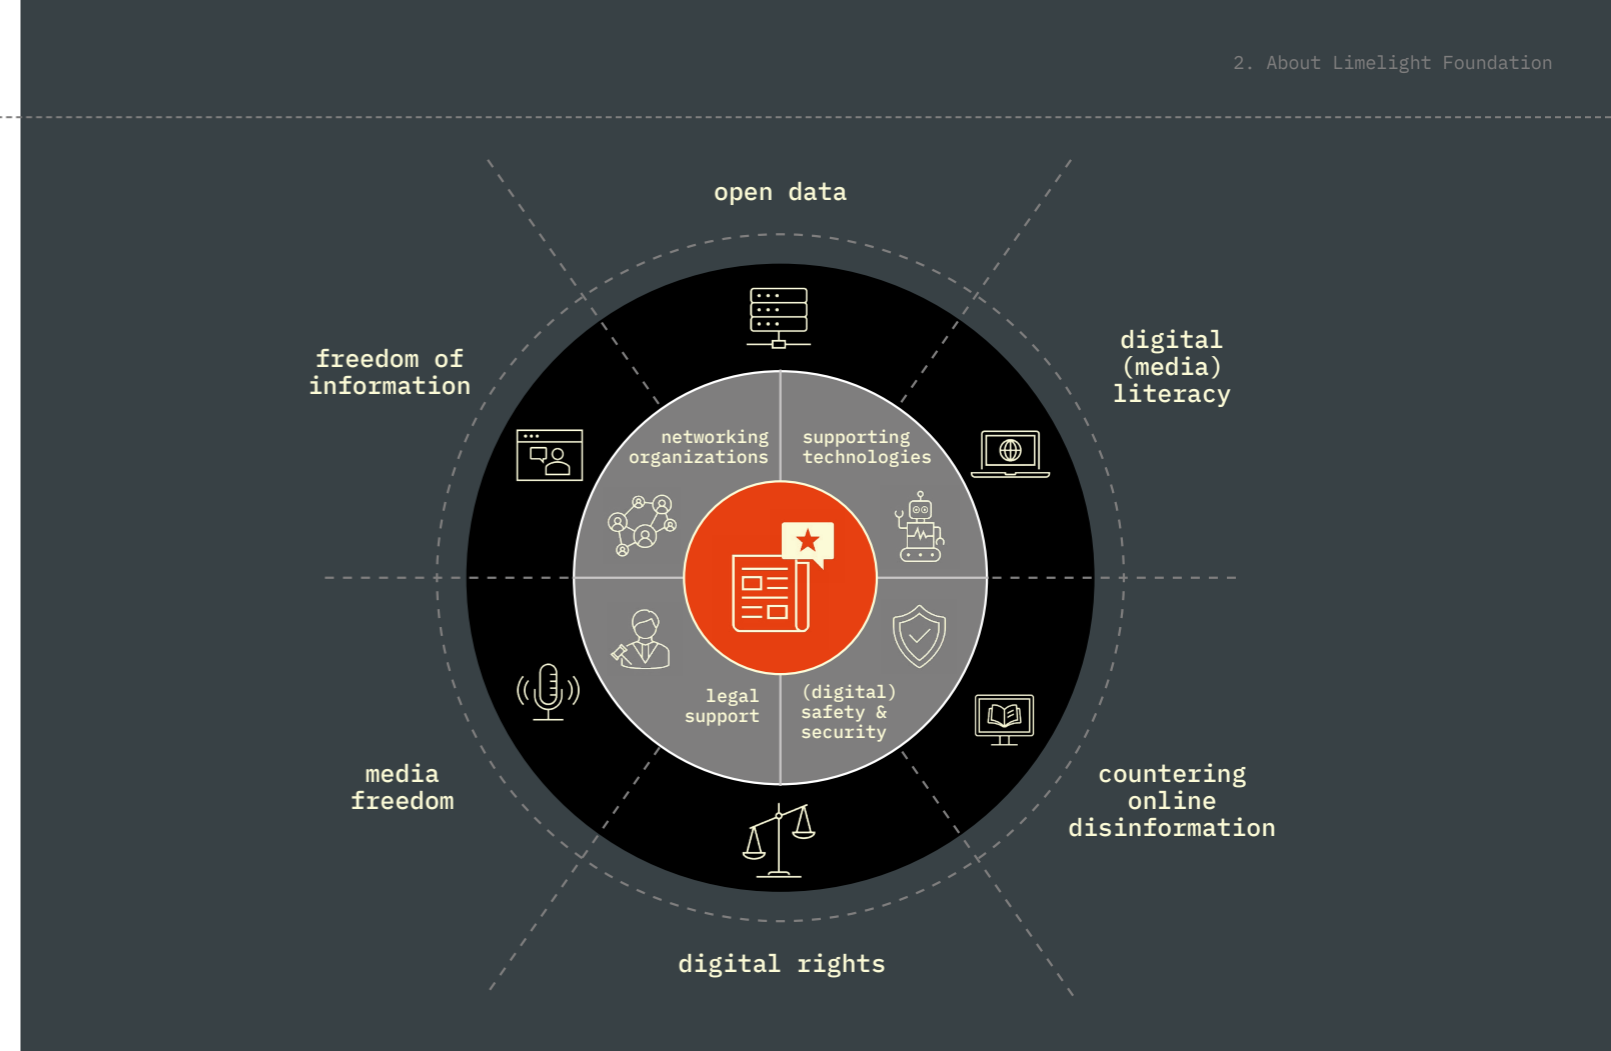 2. About Limelight Foundation
open data
freedom of
information
digital
(media)
literacy
networking
organizations
supporting
technologies
legal
support
(digital)
safety &
security
media
freedom
countering
online
disinformation
digital rights